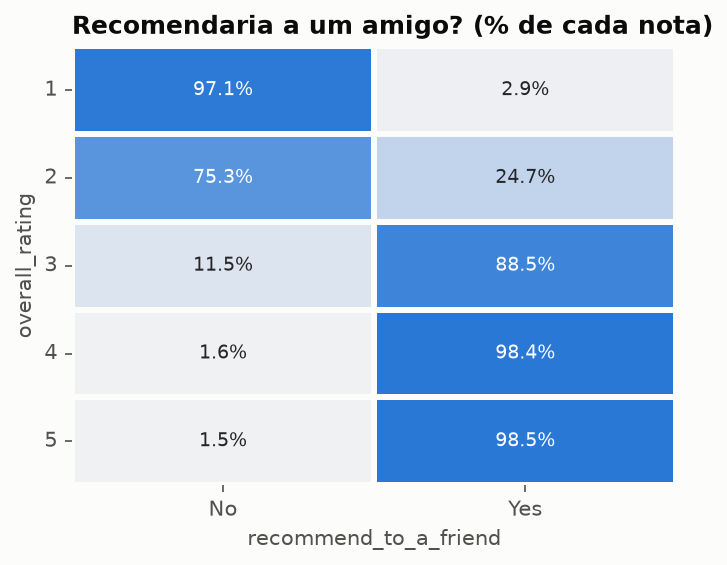 Recomendaria a um amigo? (% de cada nota)
overall_rating
1 97.1% 2.9%
2 75.3% 24.7%
3 11.5% 88.5%
4 1.6% 98.4%
5 1.5% 98.5%
No Yes
recommend_to_a_friend